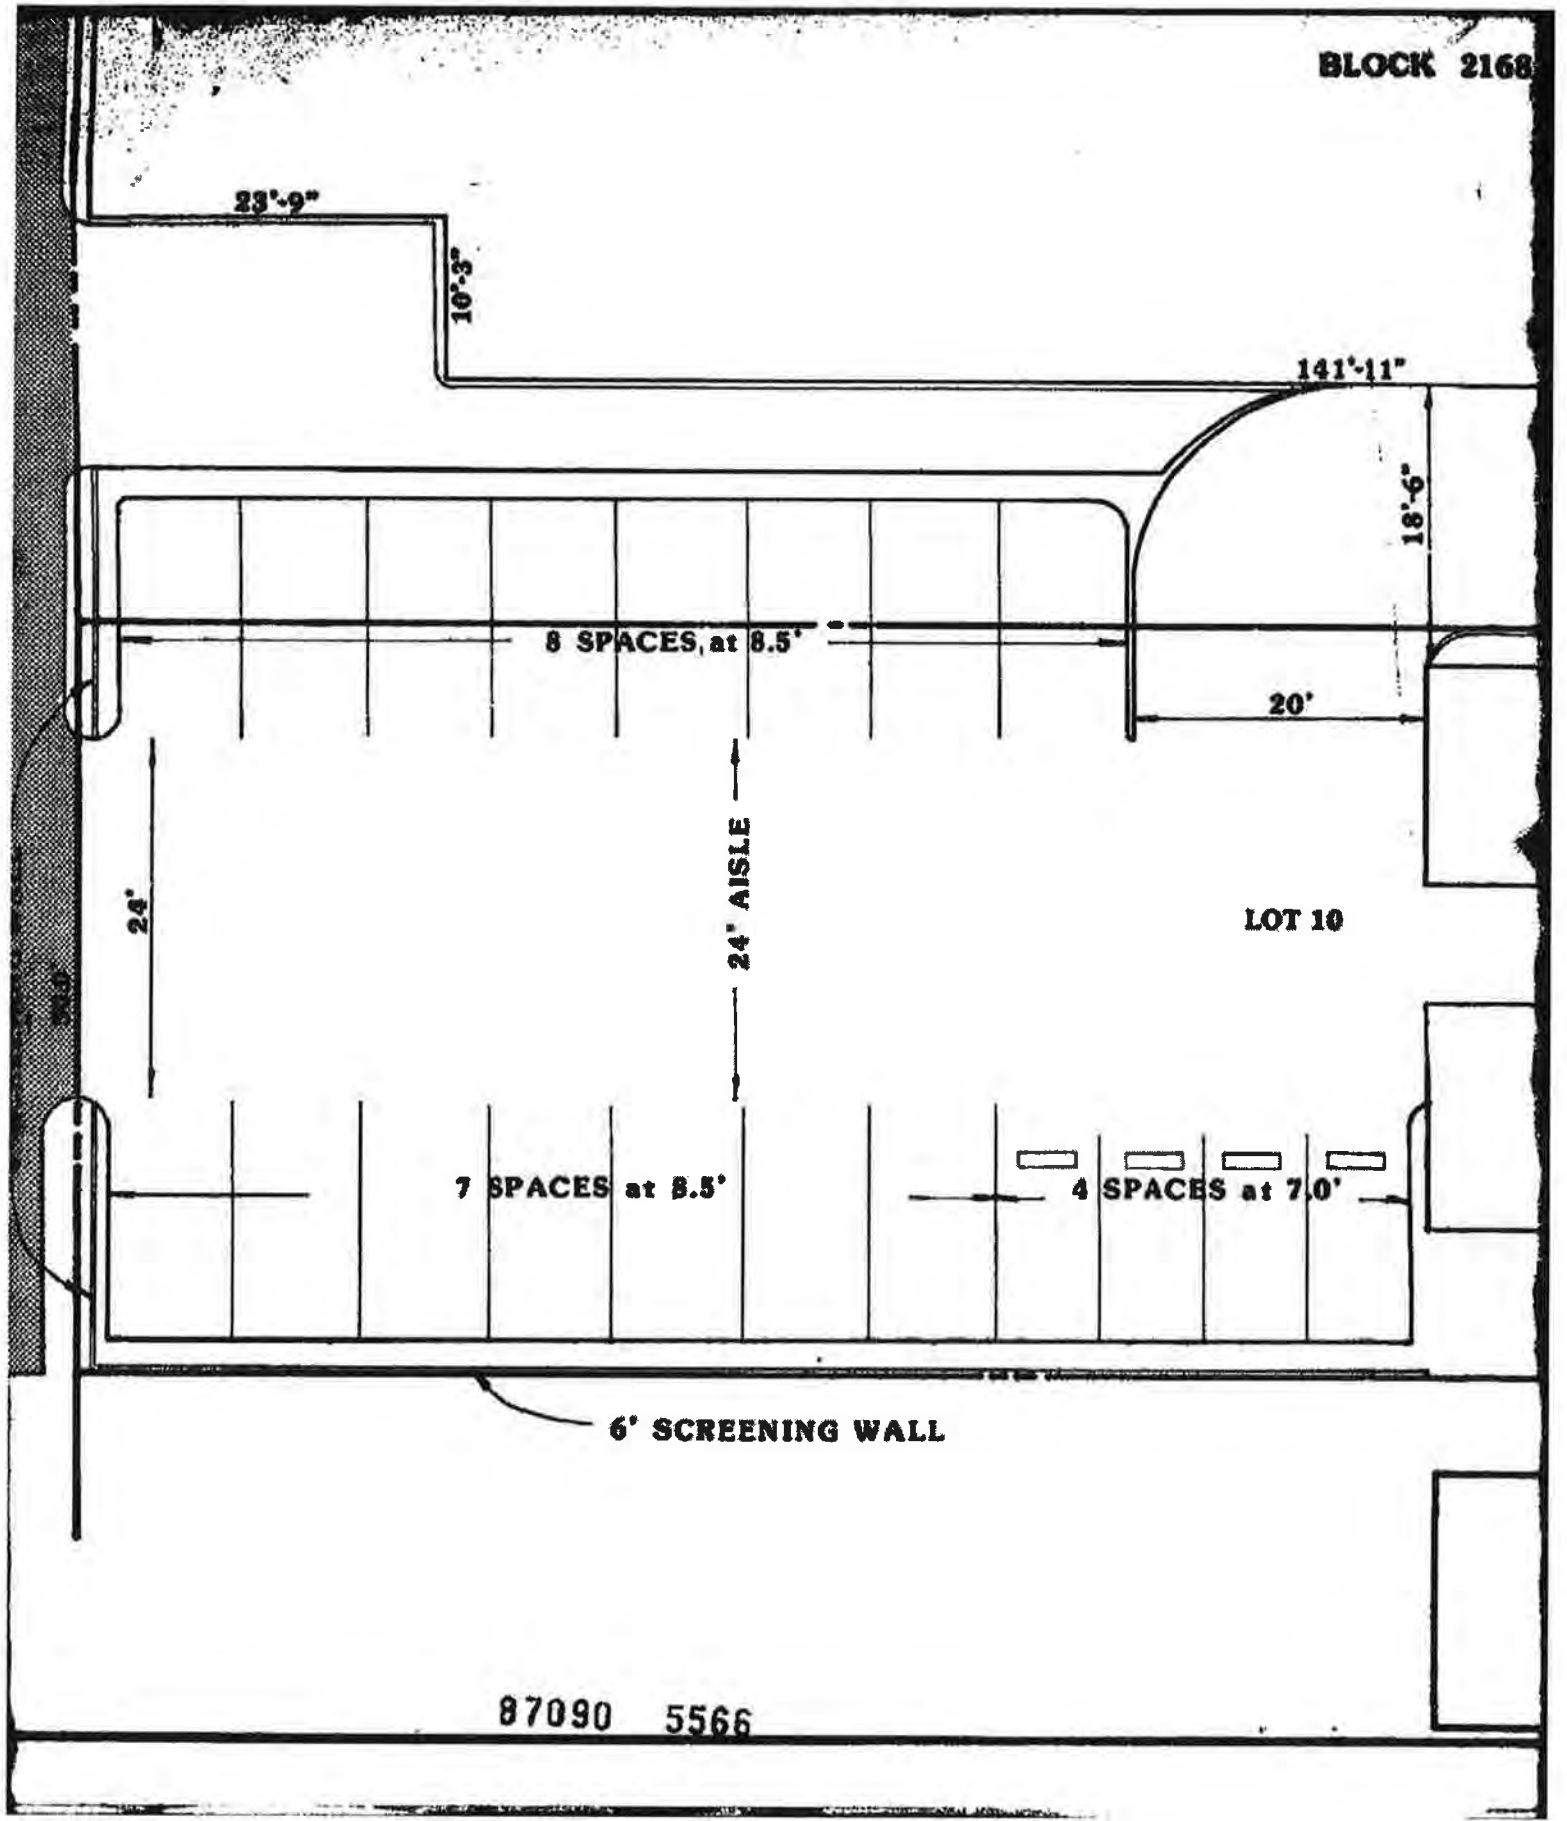 BLOCK 2168
23'-9"
10'-3"
141'-11"
18'-6"
8 SPACES, at 8.5'
20'
24'
24' AISLE
LOT 10
7 SPACES at 8.5'
4 SPACES at 7.0'
6' SCREENING WALL
87090 5566